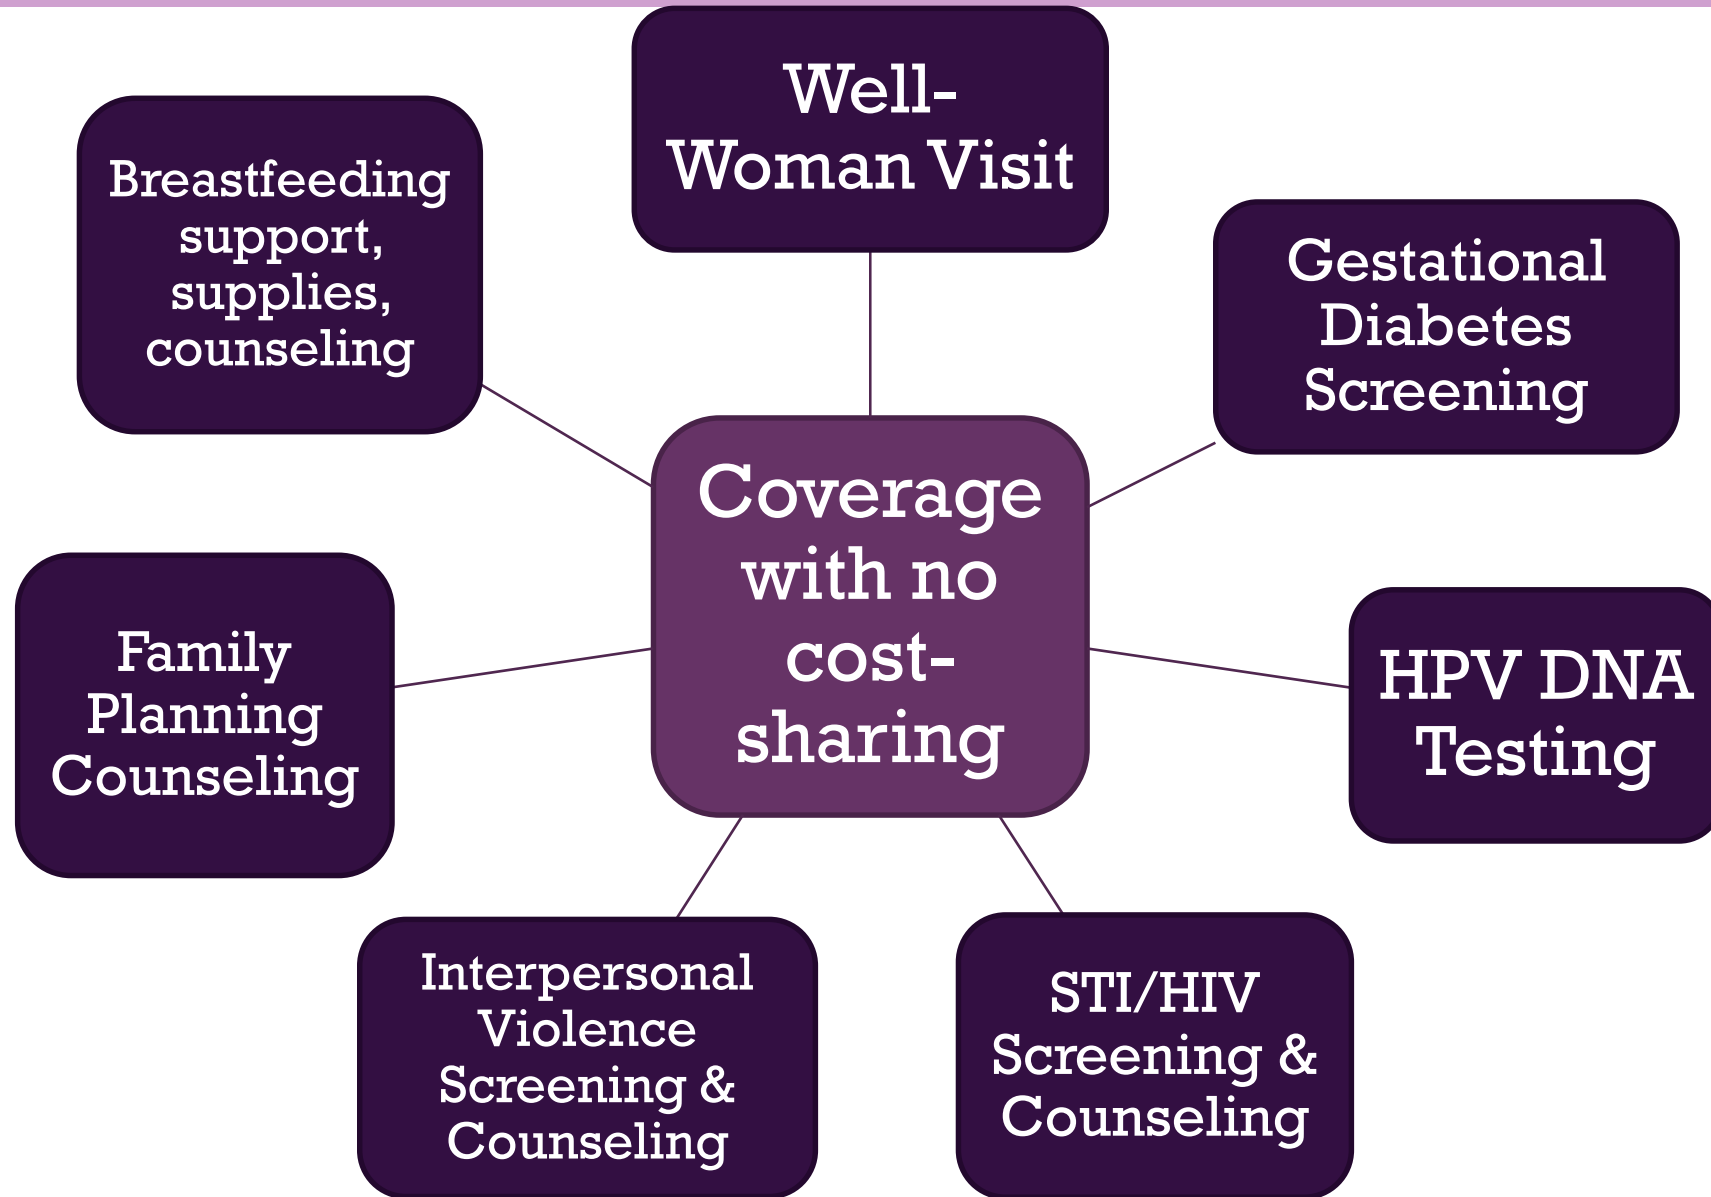 Well-
Woman Visit
Gestational
Diabetes
Screening
HPV DNA
Testing
STI/HIV
Screening &
Counseling
Interpersonal
Violence
Screening &
Counseling
Family
Planning
Counseling
Breastfeeding
support,
supplies,
counseling
Coverage
with no
cost-
sharing